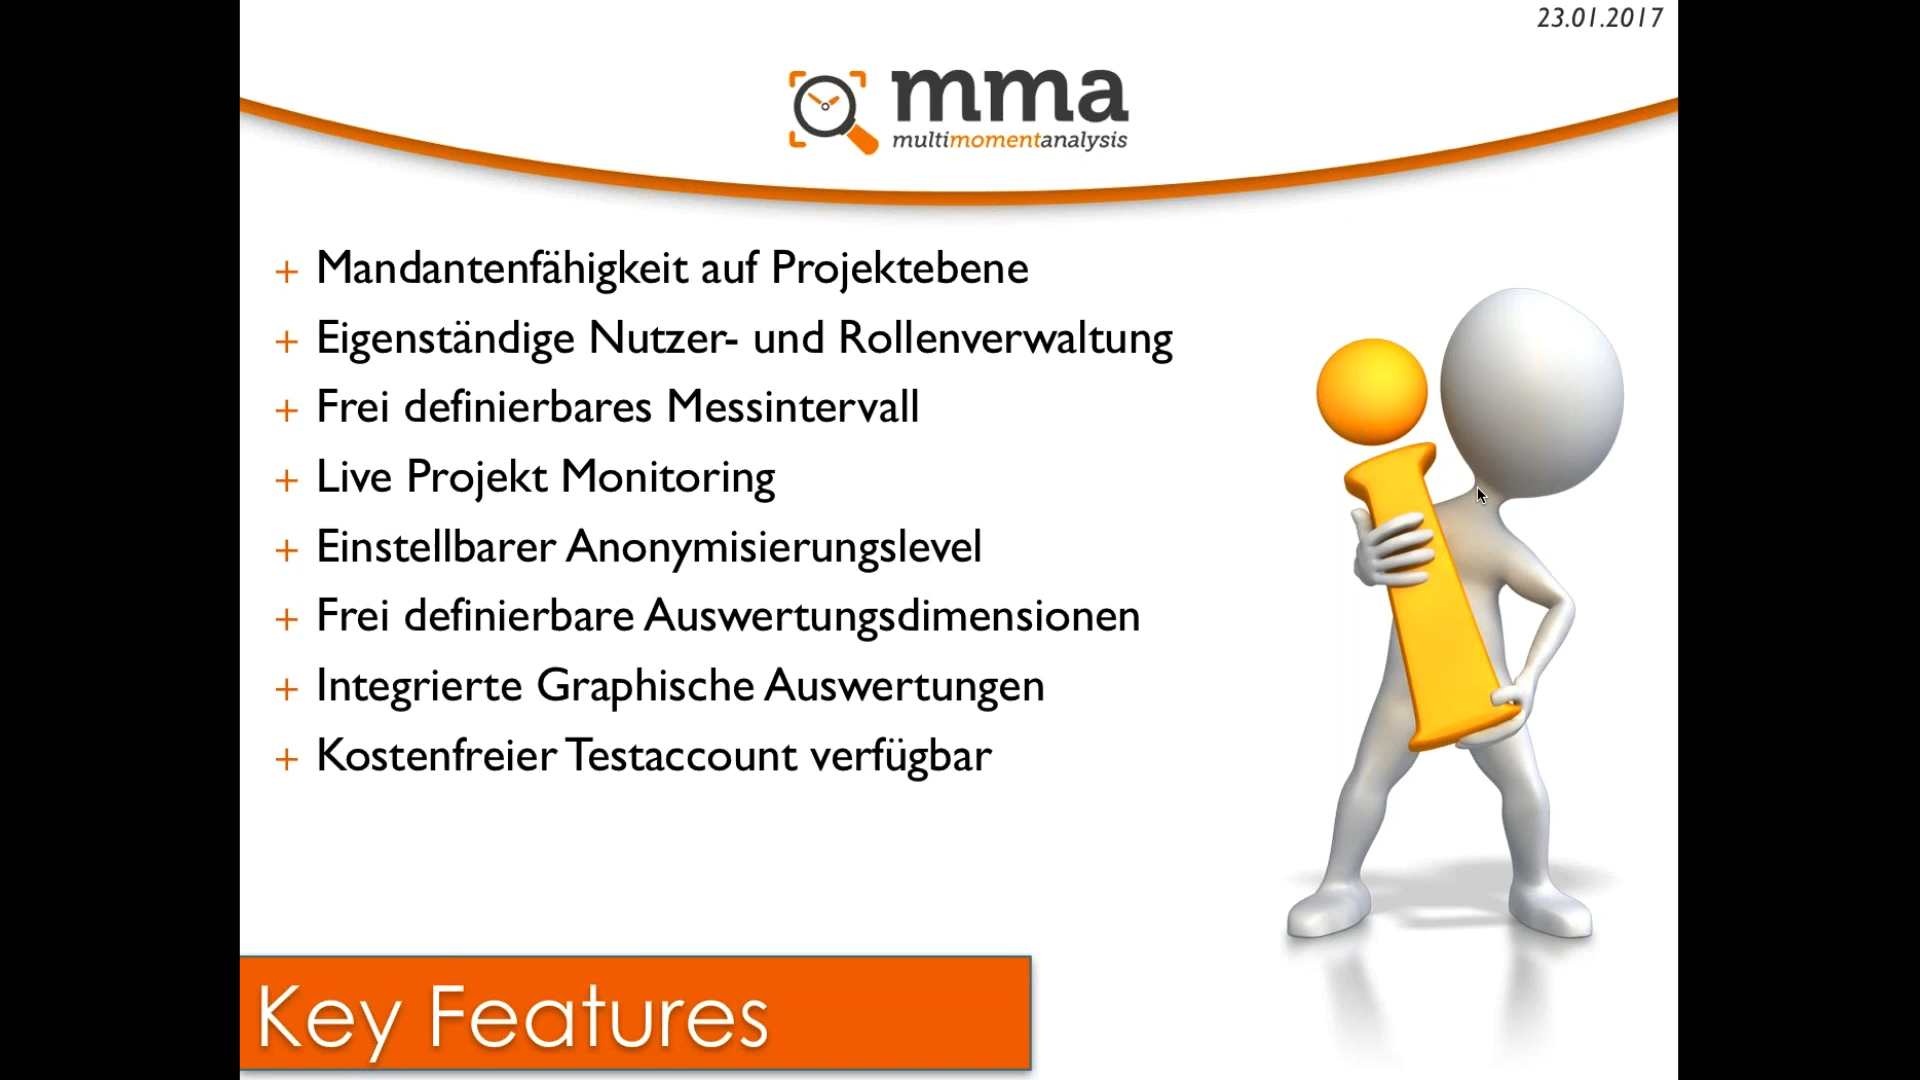 23.01.2017
mma
multimomentanalysis
+ Mandantenfähigkeit auf Projektebene
+ Eigenständige Nutzer- und Rollenverwaltung
+ Frei definierbares Messintervall
+ Live Projekt Monitoring
+ Einstellbarer Anonymisierungslevel
+ Frei definierbare Auswertungsdimensionen
+ Integrierte Graphische Auswertungen
+ Kostenfreier Testaccount verfügbar
Key Features